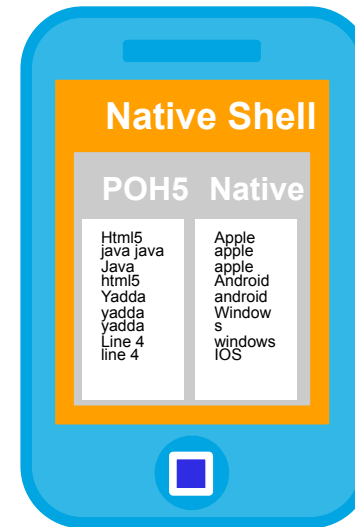 Native Shell
POH5
Native
Html5
java java
Java
html5
Yadda
yadda
yadda
Line 4
line 4
Apple
apple
apple
Android
android
Window
s
windows
IOS